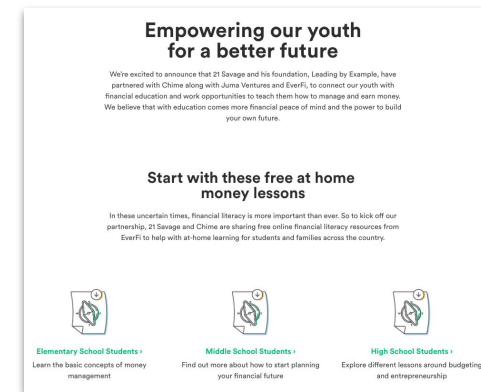 Empowering our youth
for a better future
We're excited to announce that 21 Savage and his foundation, Leading by Example, have
partnered with Chime along with Juma Ventures and EverFi, to connect our youth with
financial education and work opportunities to teach them how to manage and earn money.
We believe that with education comes more financial peace of mind and the power to build
your own future.
Start with these free at home
money lessons
In these uncertain times, financial literacy is more important than ever. So to kick off our
partnership, 21 Savage and Chime are sharing free online financial literacy resources from
EverFi to help with at-home learning for students and families across the country.
Elementary School Students ›
Learn the basic concepts of money
management
Middle School Students ›
Find out more about how to start planning
your financial future
High School Students ›
Explore different lessons around budgeting
and entrepreneurship